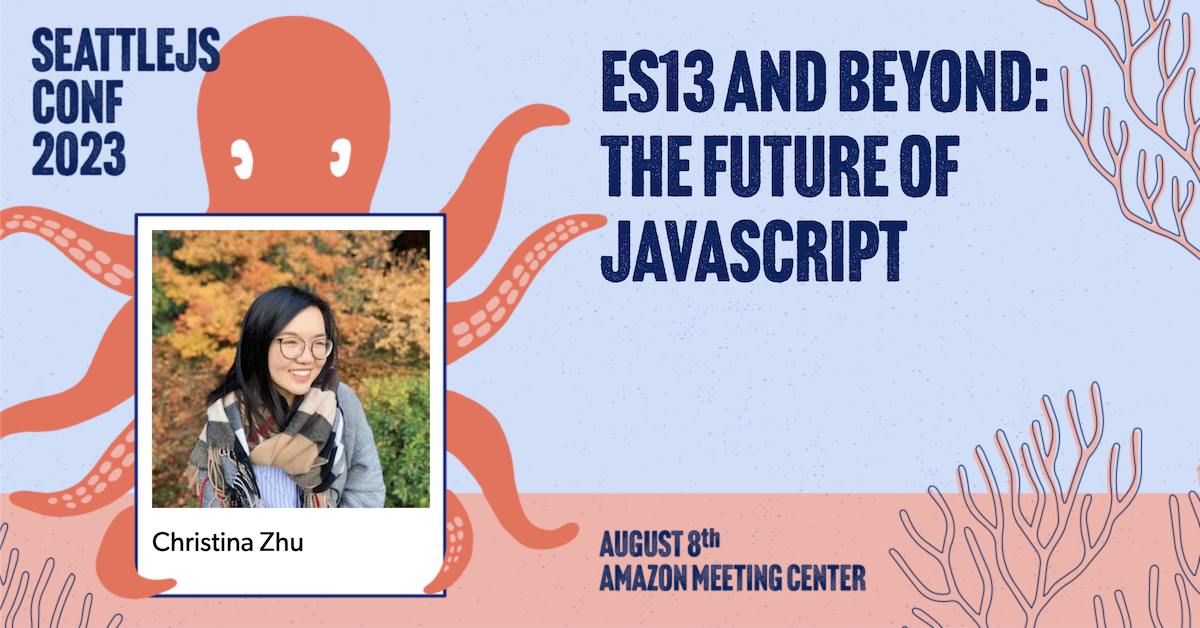 SEATTLEJS
CONF
2023
ES13 AND BEYOND:
THE FUTURE OF
JAVASCRIPT
Christina Zhu
AUGUST 8th
AMAZON MEETING CENTER